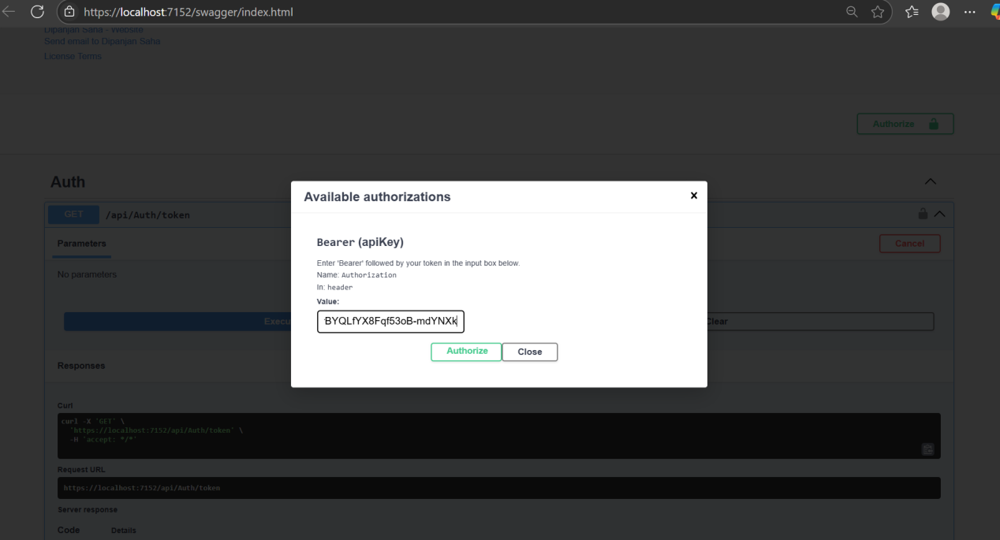 https://localhost:7152/swagger/index.html
Dipanjan Saha - Website
Send email to Dipanjan Saha
License Terms
Authorize
Auth
GET /api/Auth/token
Parameters
Cancel
No parameters
Execu
Clear
Available authorizations
x
Bearer (apiKey)
Enter 'Bearer' followed by your token in the input box below.
Name: Authorization
In: header
Value:
BYQLfYX8Fqf53oB-mdYNXk
Authorize
Close
Responses
Curl
curl -X 'GET' \
'https://localhost:7152/api/Auth/token' \
-H 'accept: */*'
Request URL
https://localhost:7152/api/Auth/token
Server response
Code Details